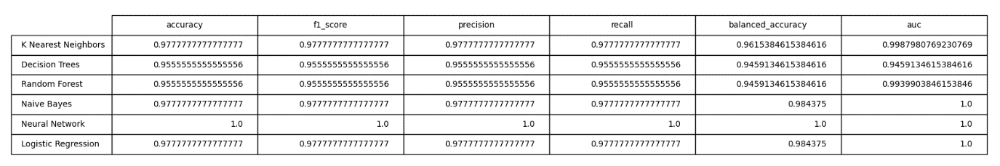 accuracy f1_score precision recall balanced_accuracy auc
K Nearest Neighbors 0.9777777777777777 0.9777777777777777 0.9777777777777777 0.9777777777777777 0.9615384615384616 0.9987980769230769
Decision Trees 0.9555555555555556 0.9555555555555556 0.9555555555555556 0.9555555555555556 0.9459134615384616 0.9459134615384616
Random Forest 0.9555555555555556 0.9555555555555556 0.9555555555555556 0.9555555555555556 0.9459134615384616 0.9939903846153846
Naive Bayes 0.9777777777777777 0.9777777777777777 0.9777777777777777 0.9777777777777777 0.984375 1.0
Neural Network 1.0 1.0 1.0 1.0 1.0 1.0
Logistic Regression 0.9777777777777777 0.9777777777777777 0.9777777777777777 0.9777777777777777 0.984375 1.0